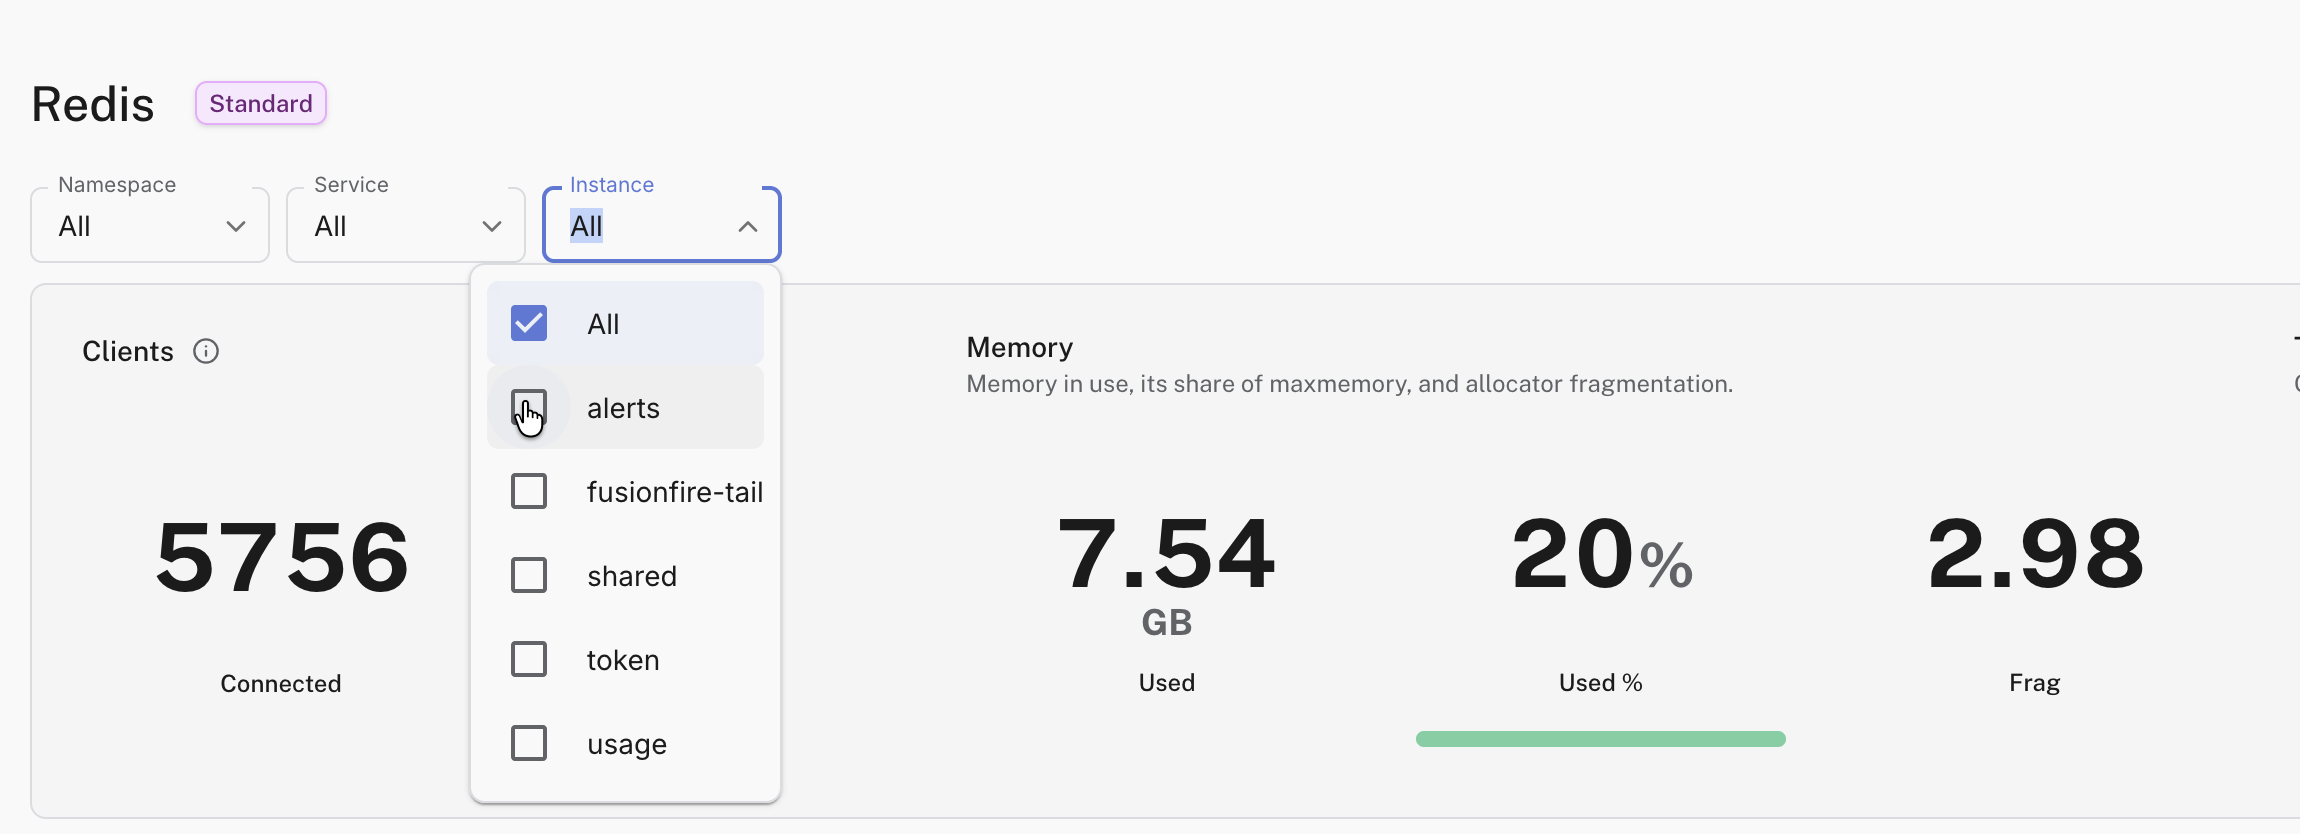 Redis
Standard
Namespace
All
Service
All
Instance
All
All
alerts
fusionfire-tail
shared
token
usage
Clients
5756
Connected
Memory
Memory in use, its share of maxmemory, and allocator fragmentation.
7.54
GB
Used
20%
Used %
2.98
Frag